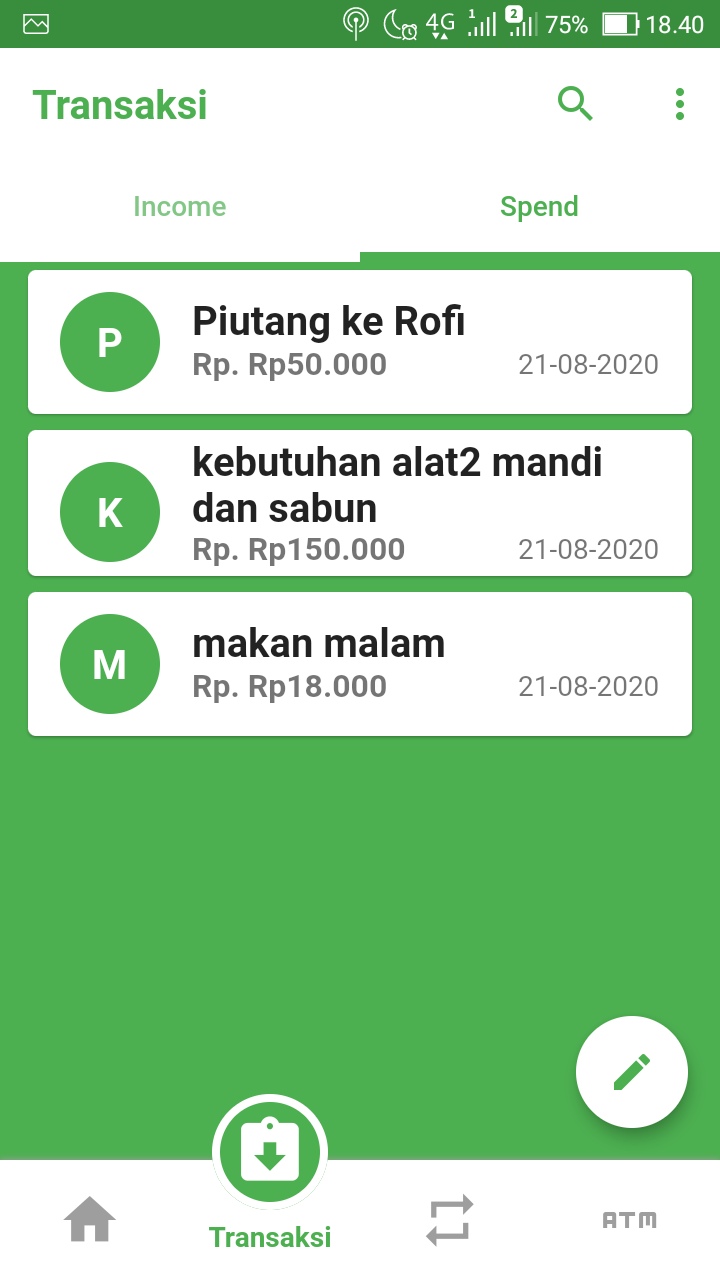 4G 1 2 75% 18.40
Transaksi
Income Spend
P
Piutang ke Rofi
Rp. Rp50.000 21-08-2020
K
kebutuhan alat2 mandi
dan sabun
Rp. Rp150.000 21-08-2020
M
makan malam
Rp. Rp18.000 21-08-2020
Transaksi
ATM